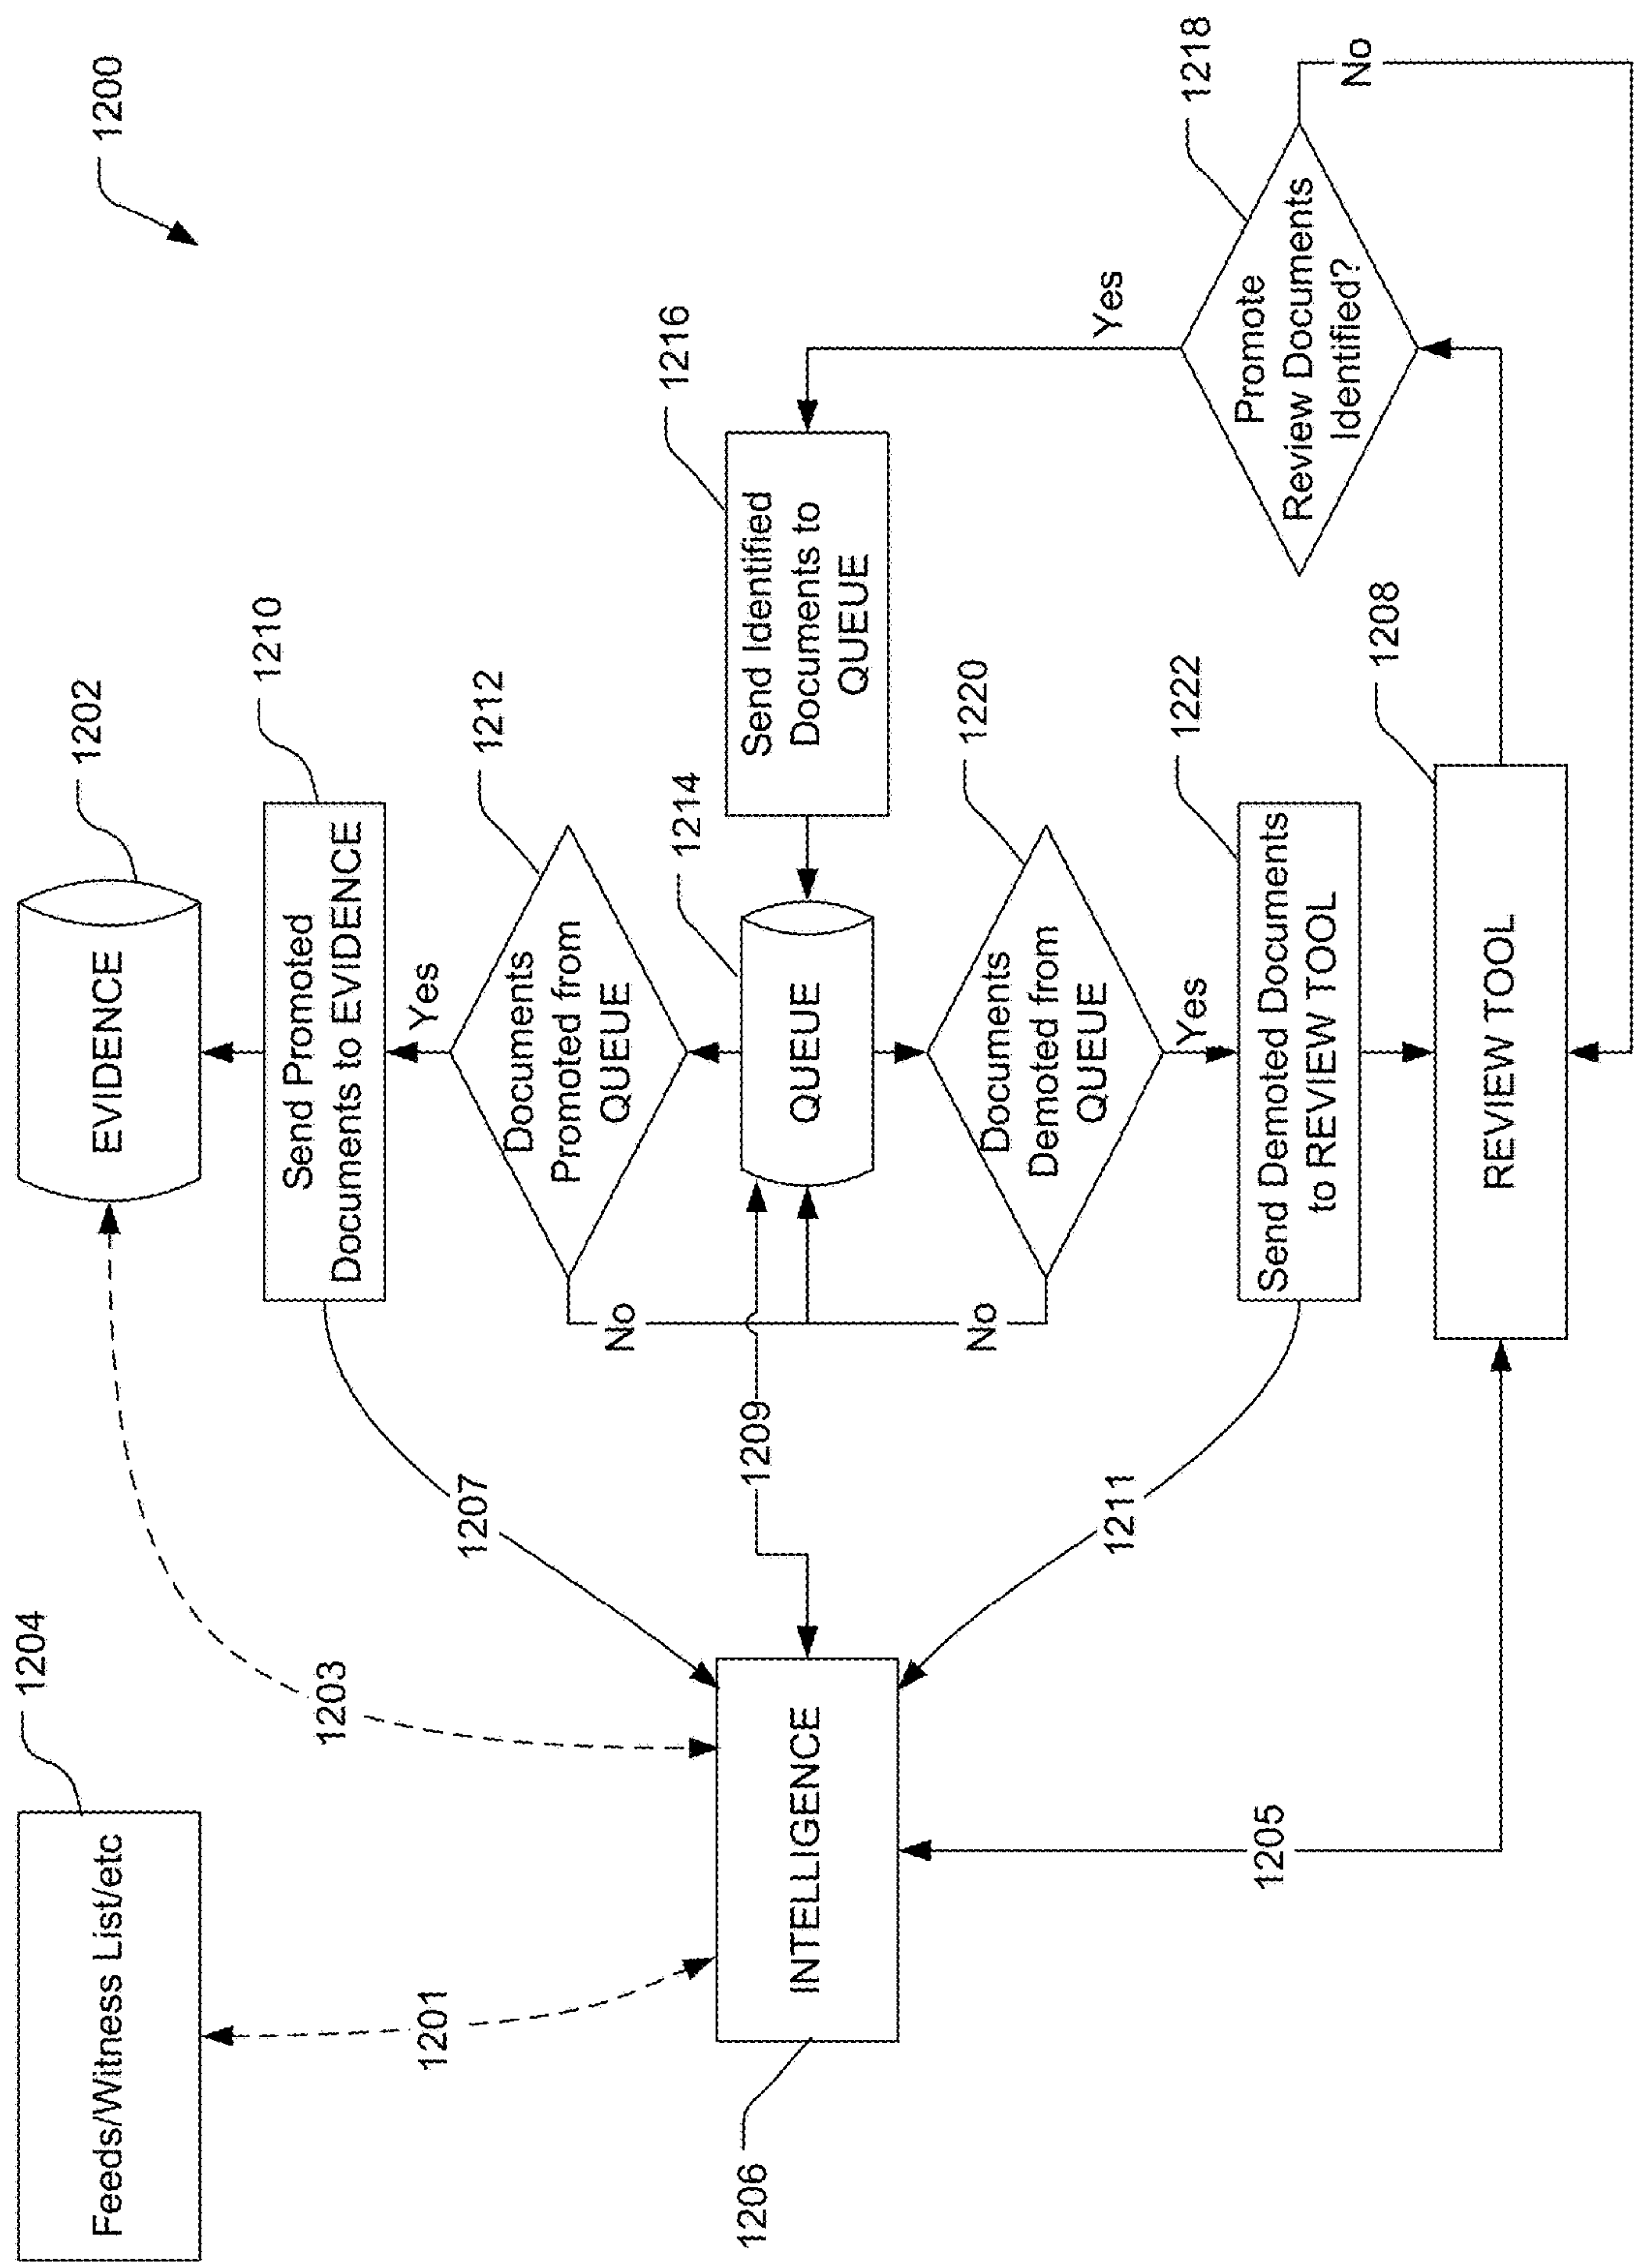 1200
1204
Feeds/Witness List/etc
1202
EVIDENCE
1201
1203
1210
Send Promoted
Documents to EVIDENCE
1207
Yes
1212
Documents
Promoted from
QUEUE
No
1206
INTELLIGENCE
1209
1214
QUEUE
1216
Send Identified
Documents to
QUEUE
1220
Documents
Demoted from
QUEUE
No
Yes
1211
1222
Send Demoted Documents
to REVIEW TOOL
1205
1208
REVIEW TOOL
Yes
1218
Promote
Review Documents
Identified?
No